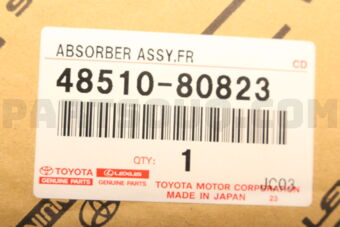 ABSORBER ASSY.FR
CD
48510-80823
QTY: 1
TOYOTA
GENUINE PARTS
LEXUS
GENUINE PARTS
TOYOTA MOTOR CORPORATION
MADE IN JAPAN
JC03
23